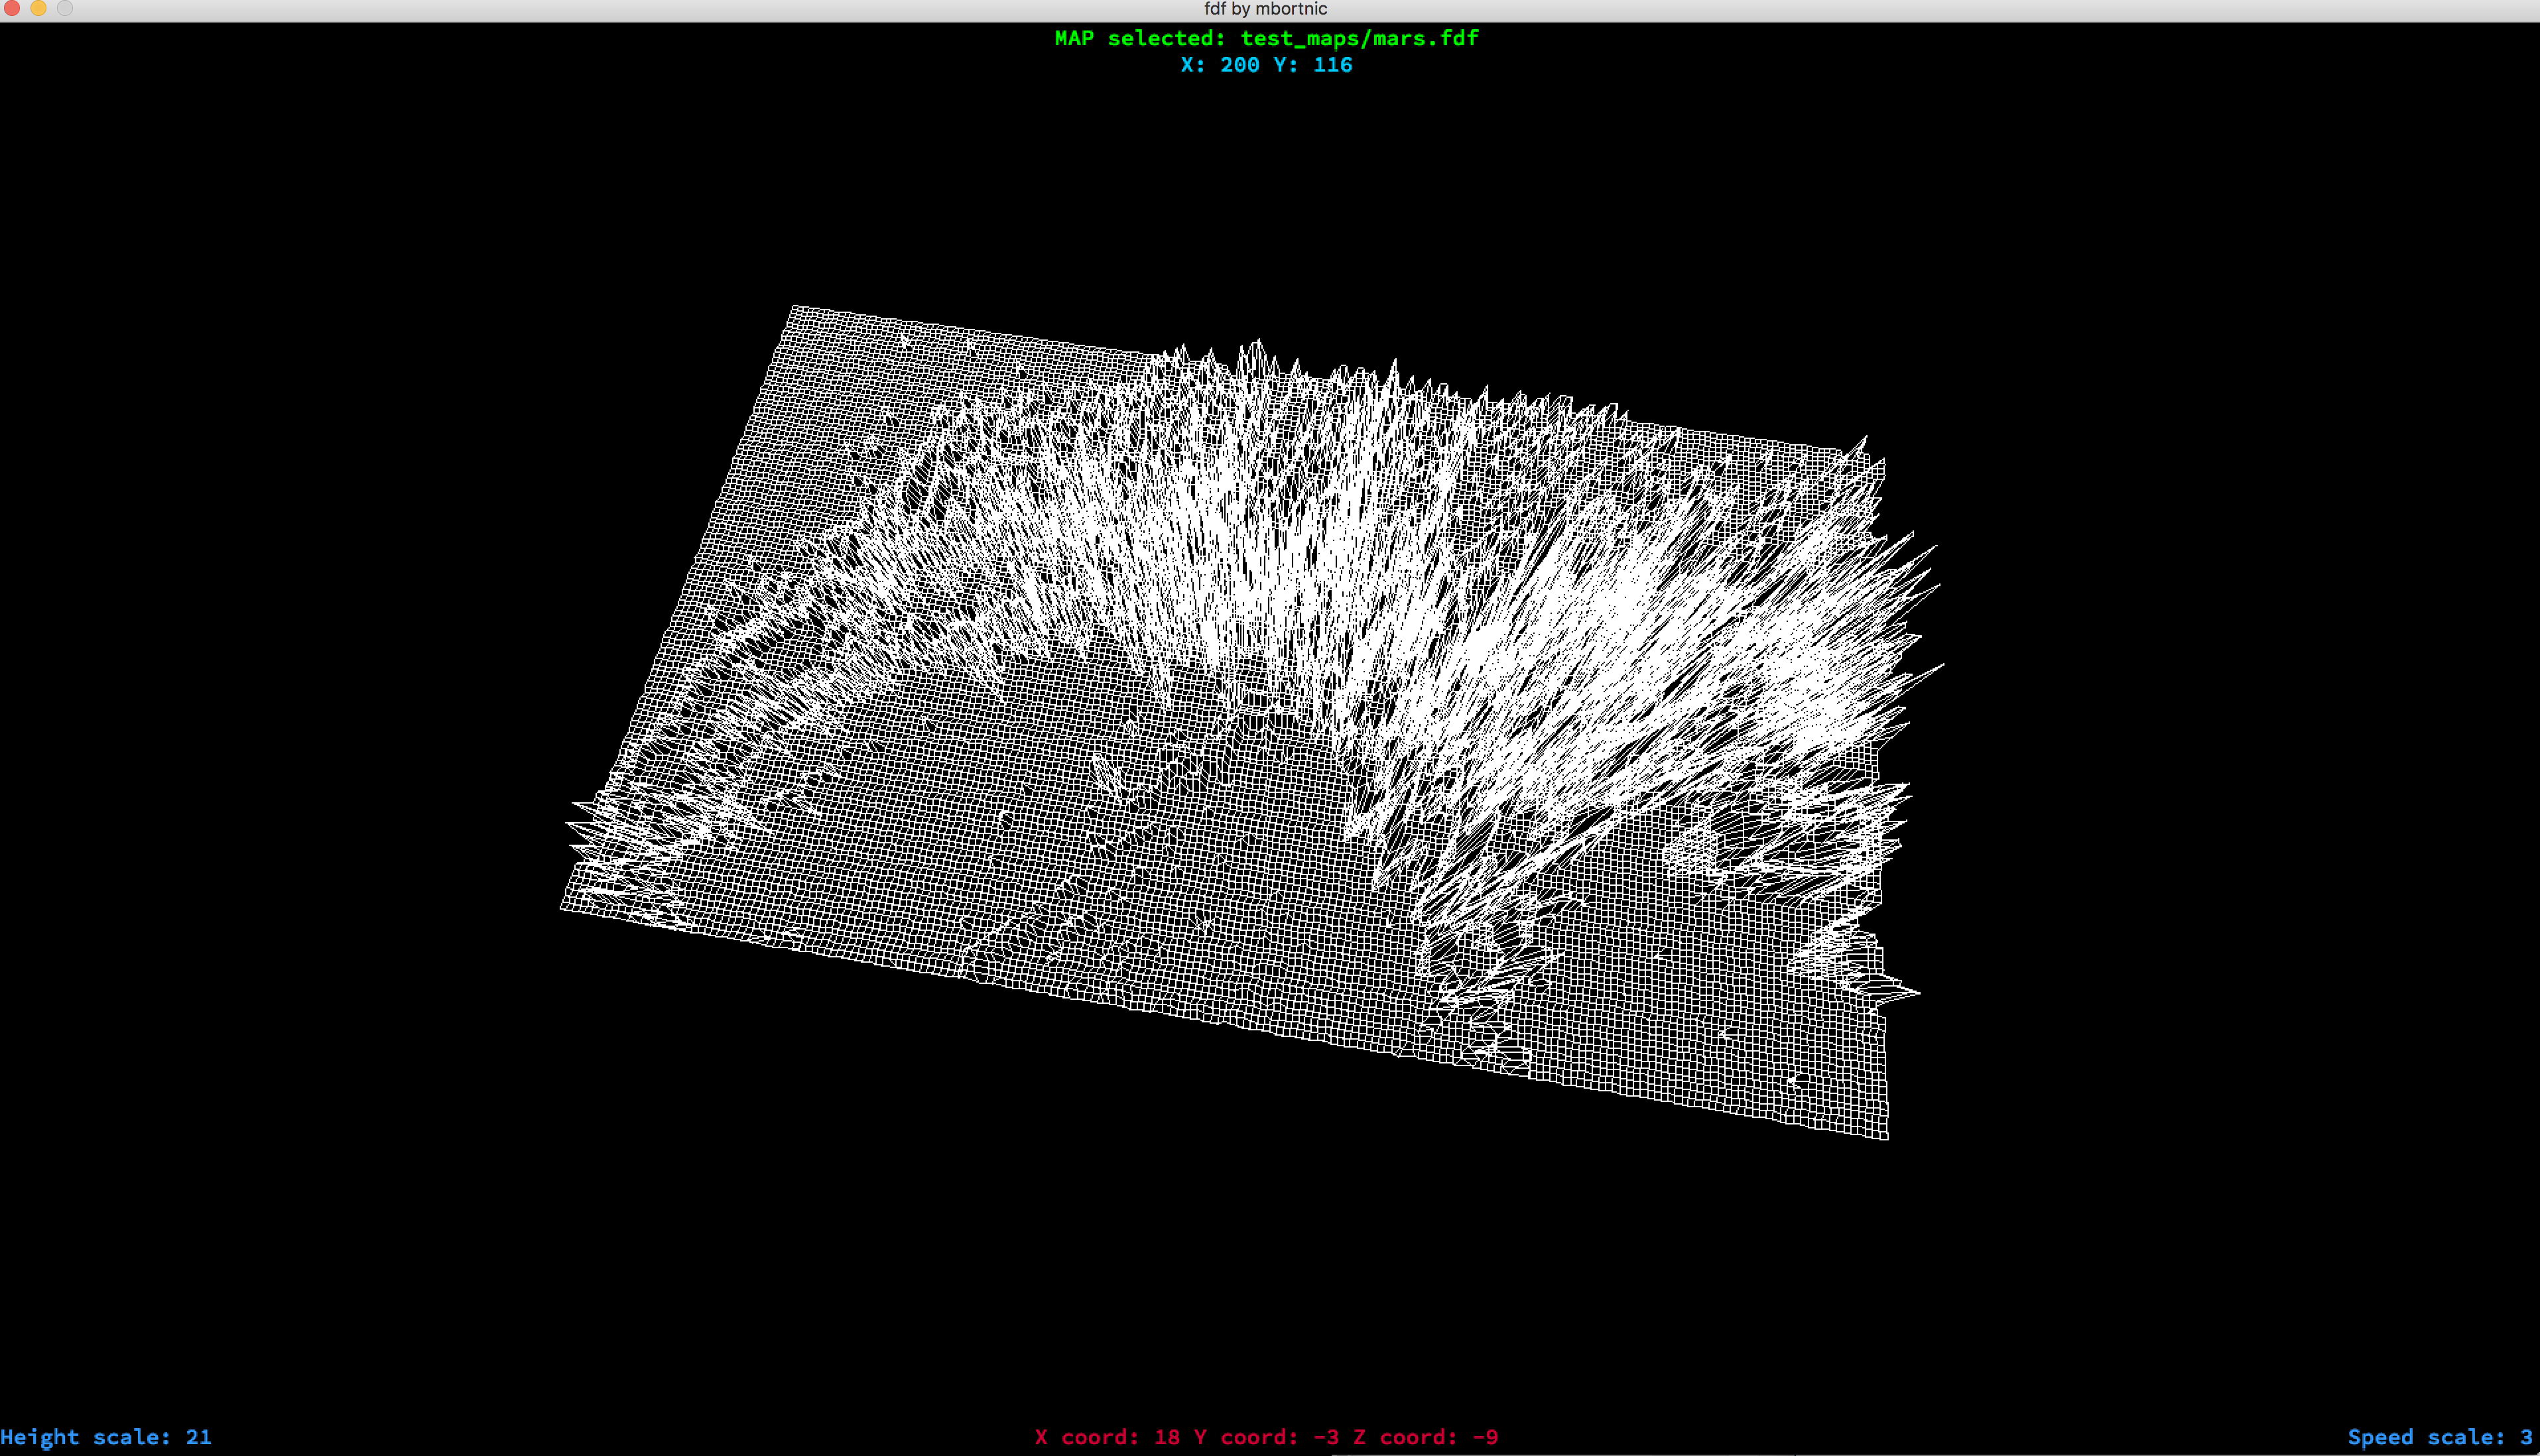 fdf by mbortnic
MAP selected: test_maps/mars.fdf
X: 200 Y: 116
Height scale: 21
X coord: 18 Y coord: -3 Z coord: -9
Speed scale: 3